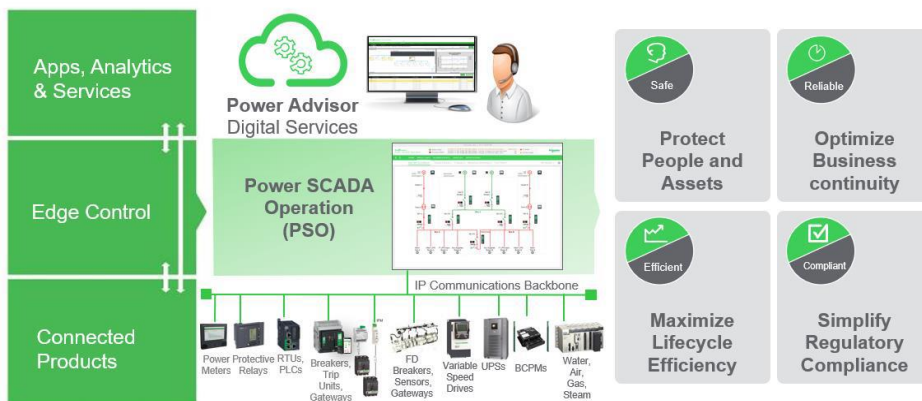 Apps, Analytics
& Services
Power Advisor
Digital Services
Edge Control
Power SCADA
Operation
(PSO)
IP Communications Backbone
Connected
Products
Power
Meters
Protective
Relays
RTUs,
PLCs
Breakers,
Trip
Units,
Gateways
FD
Breakers,
Sensors,
Gateways
Variable
Speed
Drives
UPSs
BCPMs
Water,
Air,
Gas,
Steam
Safe
Protect
People and
Assets
Reliable
Optimize
Business
continuity
Efficient
Maximize
Lifecycle
Efficiency
Compliant
Simplify
Regulatory
Compliance